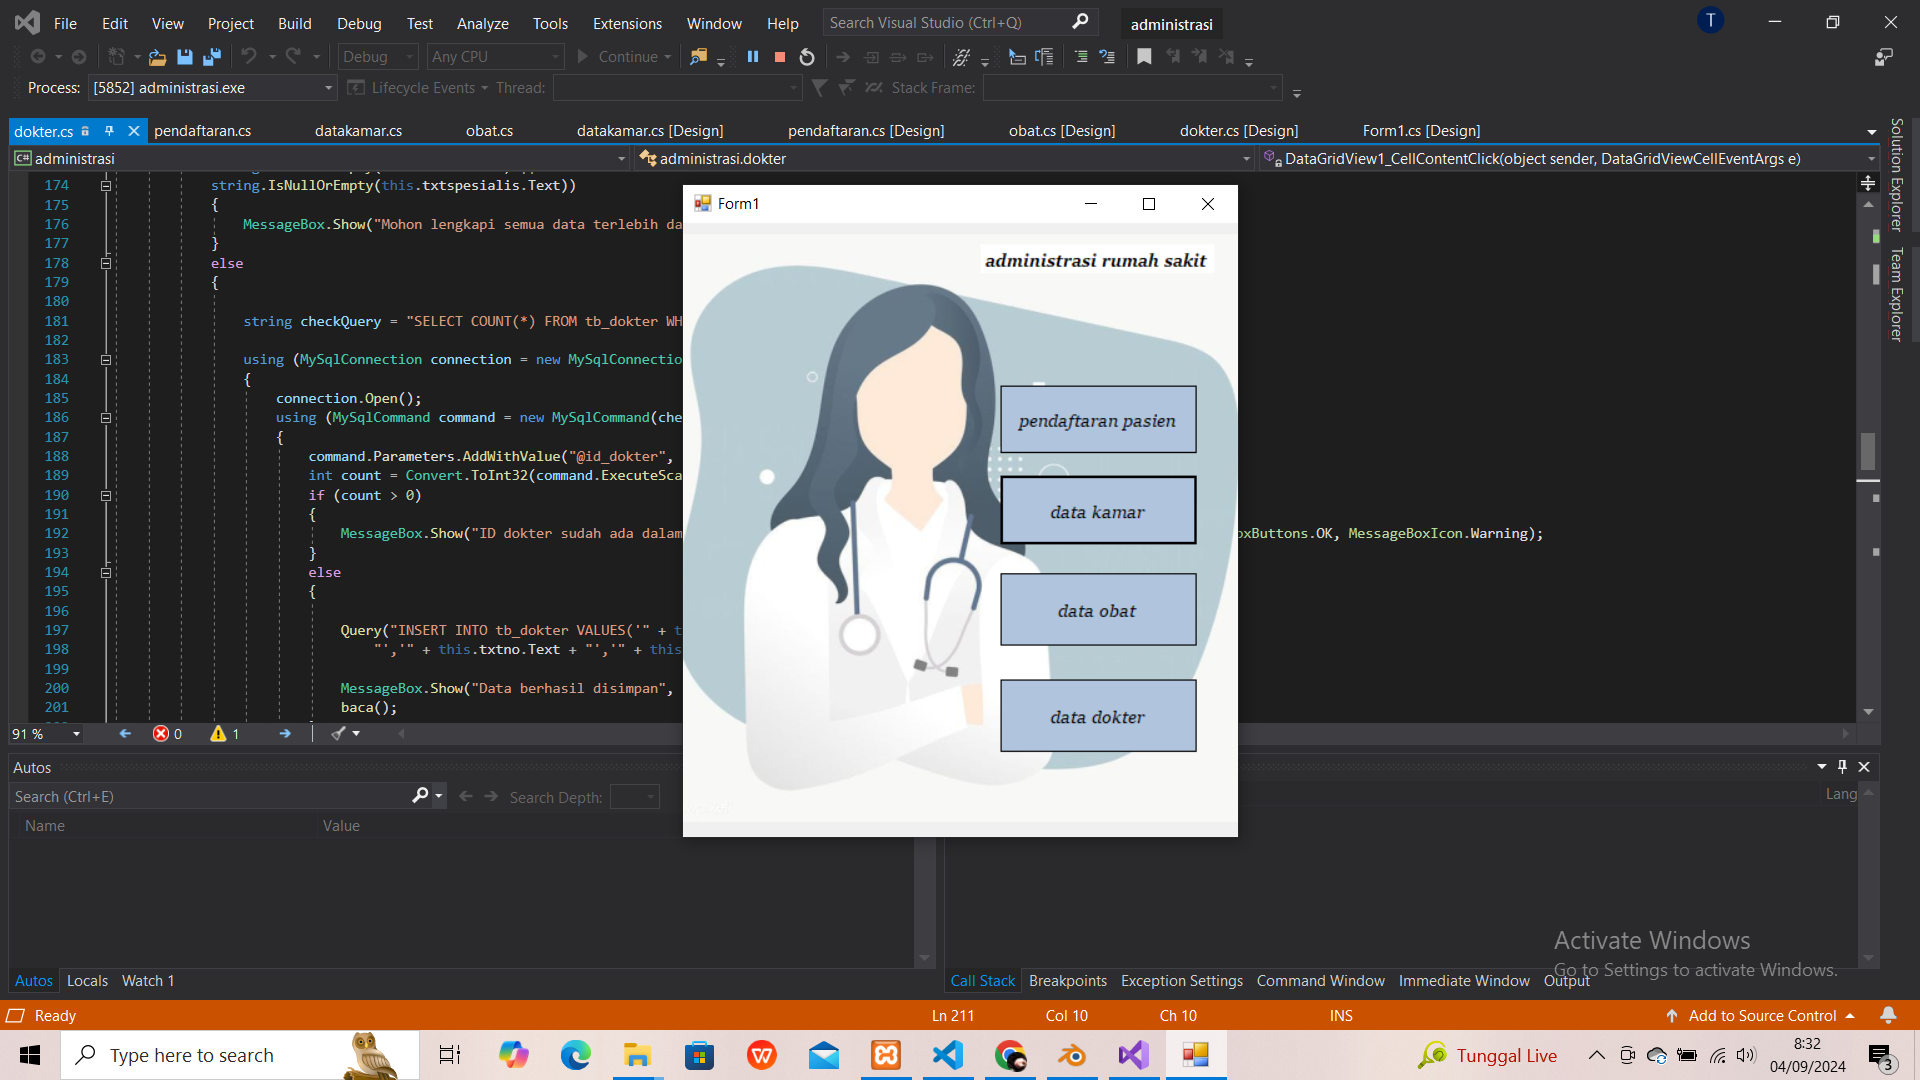 File Edit View Project Build Debug Test Analyze Tools Extensions Window Help Search Visual Studio (Ctrl+Q) administrasi T
Debug Any CPU Continue
Process: [5852] administrasi.exe Lifecycle Events Thread: Stack Frame:
dokter.cs pendaftaran.cs datakamar.cs obat.cs datakamar.cs [Design] pendaftaran.cs [Design] obat.cs [Design] dokter.cs [Design] Form1.cs [Design]
C# administrasi administrasi.dokter DataGridView1_CellContentClick(object sender, DataGridViewCellEventArgs e)
Solution Explorer
Team Explorer
174 string.IsNullOrEmpty(this.txtspesialis.Text))
175 {
176 MessageBox.Show("Mohon lengkapi semua data terlebih da
177 }
178 else
179 {
180
181 string checkQuery = "SELECT COUNT(*) FROM tb_dokter WH
182
183 using (MySqlConnection connection = new MySqlConnectio
184 {
185 connection.Open();
186 using (MySqlCommand command = new MySqlCommand(che
187 {
188 command.Parameters.AddWithValue("@id_dokter",
189 int count = Convert.ToInt32(command.ExecuteSca
190 if (count > 0)
191 {
192 MessageBox.Show("ID dokter sudah ada dalam oxButtons.OK, MessageBoxIcon.Warning);
193 }
194 else
195 {
196
197 Query("INSERT INTO tb_dokter VALUES('" + t
198 "','" + this.txtno.Text + "','" + this
199
200 MessageBox.Show("Data berhasil disimpan",
201 baca();
Form1
administrasi rumah sakit
pendaftaran pasien
data kamar
data obat
data dokter
91 % 0 1
Autos
Search (Ctrl+E) Search Depth:
Name Value
Lang
Autos Locals Watch 1
Call Stack Breakpoints Exception Settings Command Window Immediate Window Output
Activate Windows
Go to Settings to activate Windows.
Ready Ln 211 Col 10 Ch 10 INS Add to Source Control
Type here to search
Tunggal Live
8:32
04/09/2024
3